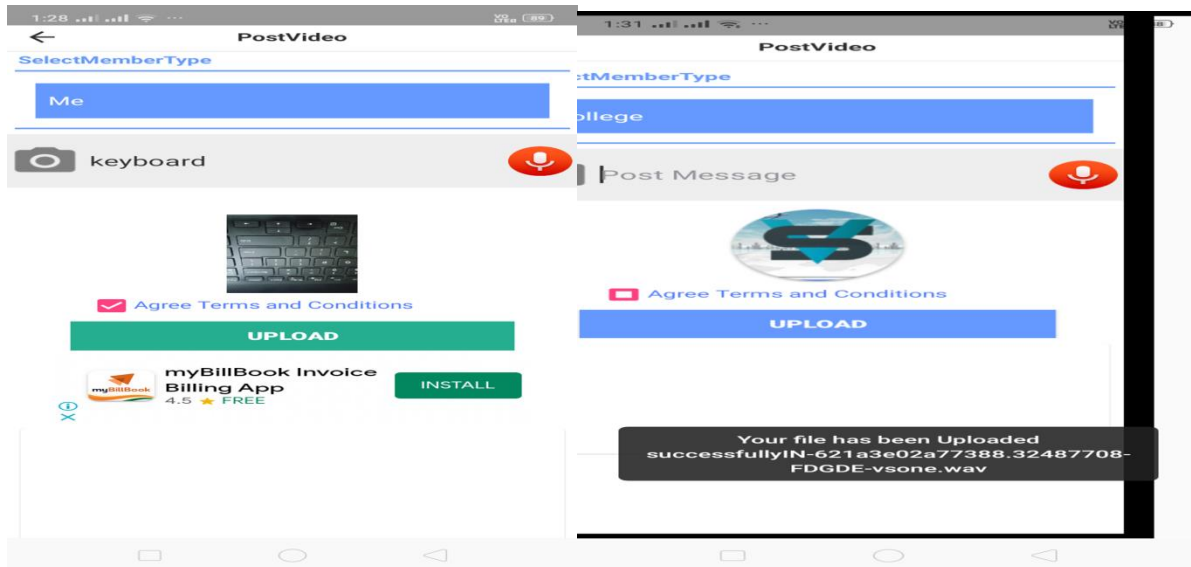 1:28
89
PostVideo
SelectMemberType
Me
keyboard
Agree Terms and Conditions
UPLOAD
myBillBook
myBillBook Invoice
Billing App
4.5 ★ FREE
INSTALL
1:31
PostVideo
ctMemberType
ollege
Post Message
Agree Terms and Conditions
UPLOAD
Your file has been Uploaded
successfullyIN-621a3e02a77388.32487708-
FDGDE-vsone.wav